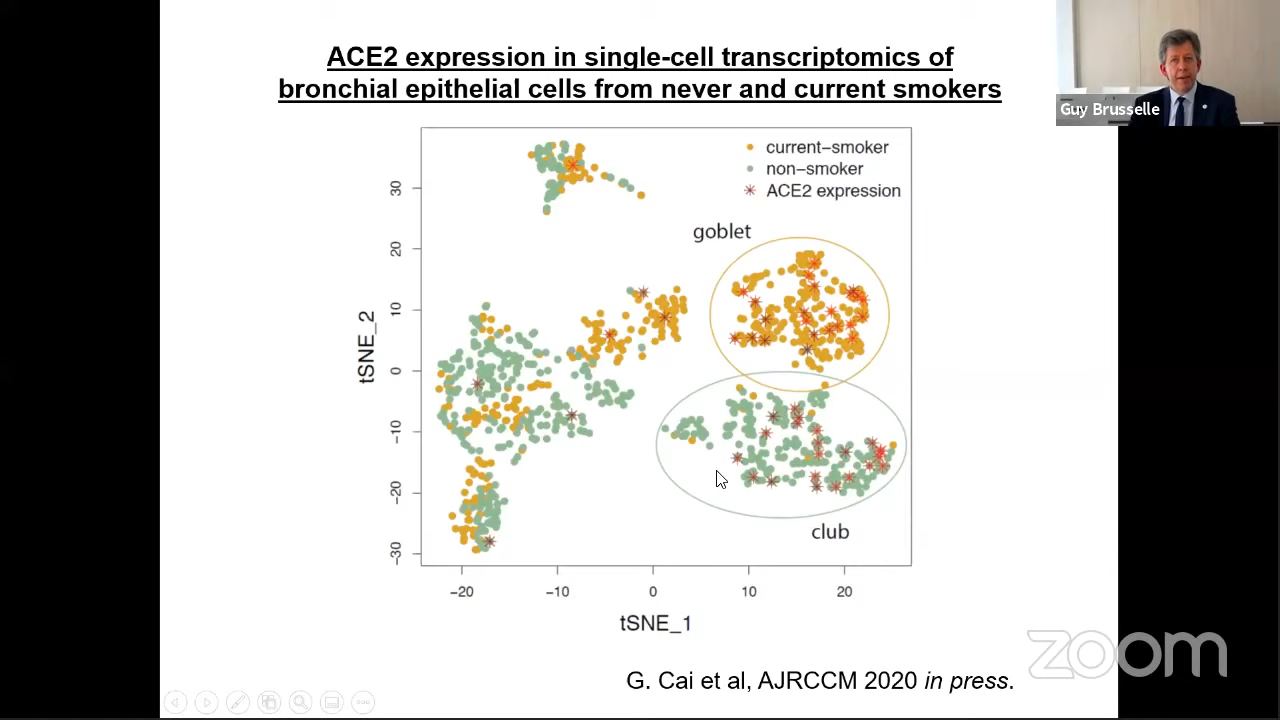 ACE2 expression in single-cell transcriptomics of
bronchial epithelial cells from never and current smokers
Guy Brusselle
current-smoker
non-smoker
ACE2 expression
goblet
club
30
20
10
0
-10
-20
-30
tSNE_2
-20
-10
0
10
20
tSNE_1
zoom
G. Cai et al, AJRCCM 2020 in press.